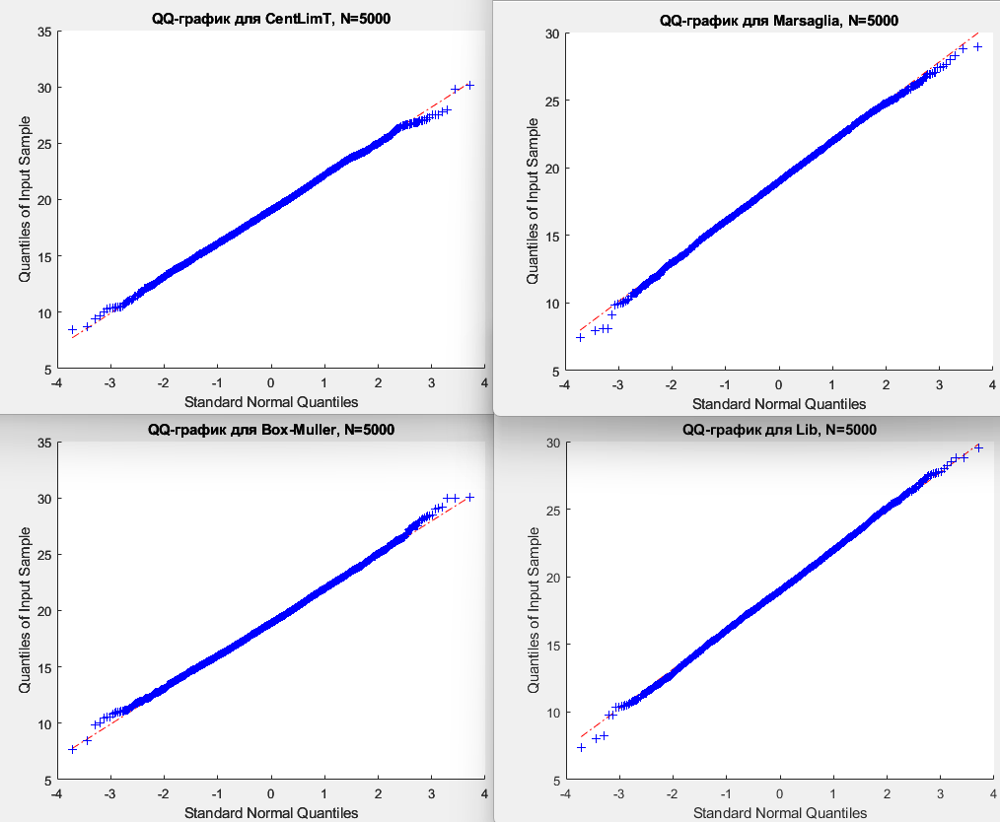 QQ-график для CentLimT, N=5000
35
30
25
20
15
10
5
Quantiles of Input Sample
-4 -3 -2 -1 0 1 2 3 4
Standard Normal Quantiles
QQ-график для Marsaglia, N=5000
30
25
20
15
10
5
Quantiles of Input Sample
-4 -3 -2 -1 0 1 2 3 4
Standard Normal Quantiles
QQ-график для Box-Muller, N=5000
35
30
25
20
15
10
5
Quantiles of Input Sample
-4 -3 -2 -1 0 1 2 3 4
Standard Normal Quantiles
QQ-график для Lib, N=5000
30
25
20
15
10
5
Quantiles of Input Sample
-4 -3 -2 -1 0 1 2 3 4
Standard Normal Quantiles